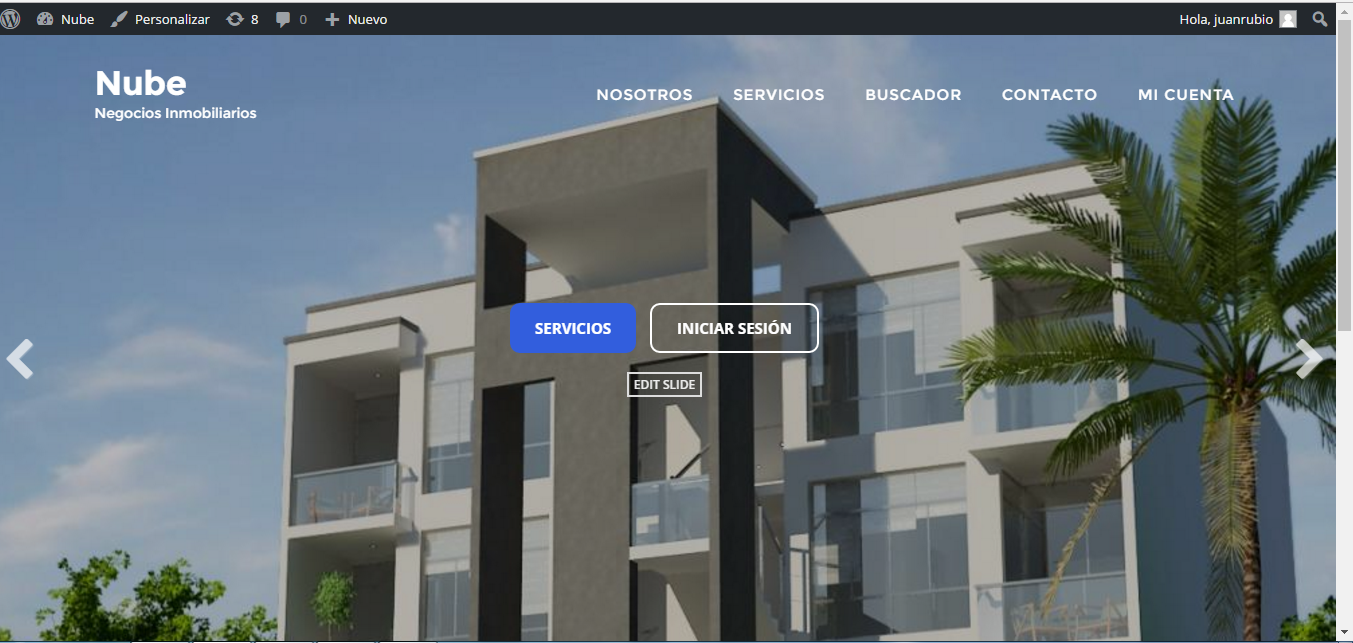 Nube Personalizar 8 0 Nuevo Hola, juanrubio
Nube
Negocios Inmobiliarios
NOSOTROS SERVICIOS BUSCADOR CONTACTO MI CUENTA
SERVICIOS INICIAR SESIÓN
EDIT SLIDE